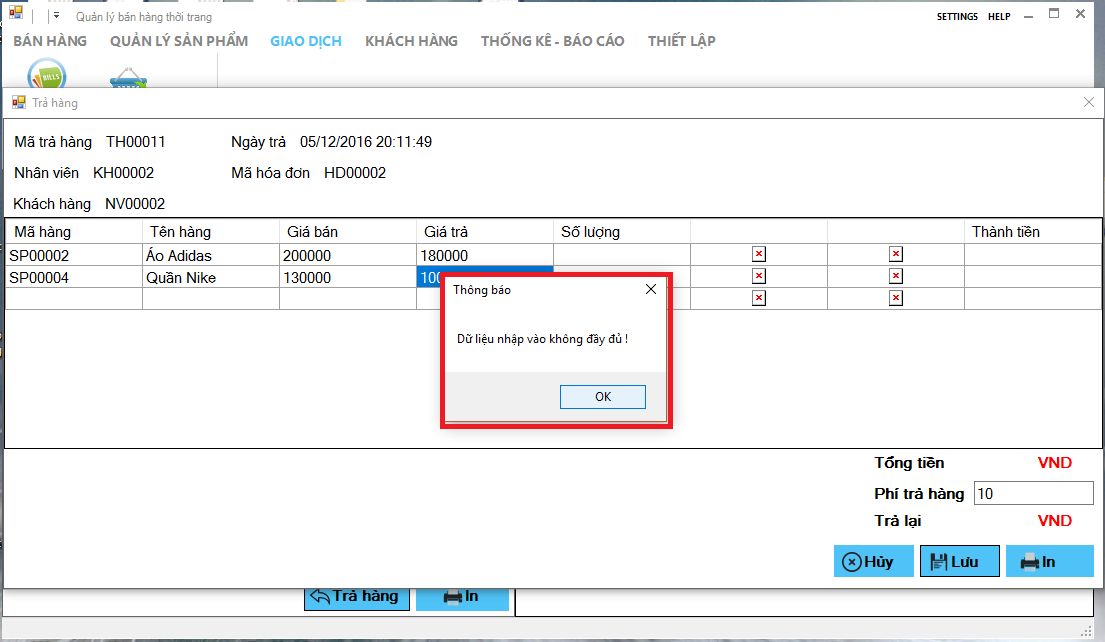 Quản lý bán hàng thời trang
SETTINGS HELP
BÁN HÀNG QUẢN LÝ SẢN PHẨM GIAO DỊCH KHÁCH HÀNG THỐNG KÊ - BÁO CÁO THIẾT LẬP
BILLS
Trả hàng
Mã trả hàng TH00011 Ngày trả 05/12/2016 20:11:49
Nhân viên KH00002 Mã hóa đơn HD00002
Khách hàng NV00002
Mã hàng Tên hàng Giá bán Giá trả Số lượng Thành tiền
SP00002 Áo Adidas 200000 180000
SP00004 Quần Nike 130000
Thông báo
Dữ liệu nhập vào không đầy đủ !
OK
Tổng tiền VND
Phí trả hàng 10
Trả lại VND
Hủy Lưu In
Trả hàng In